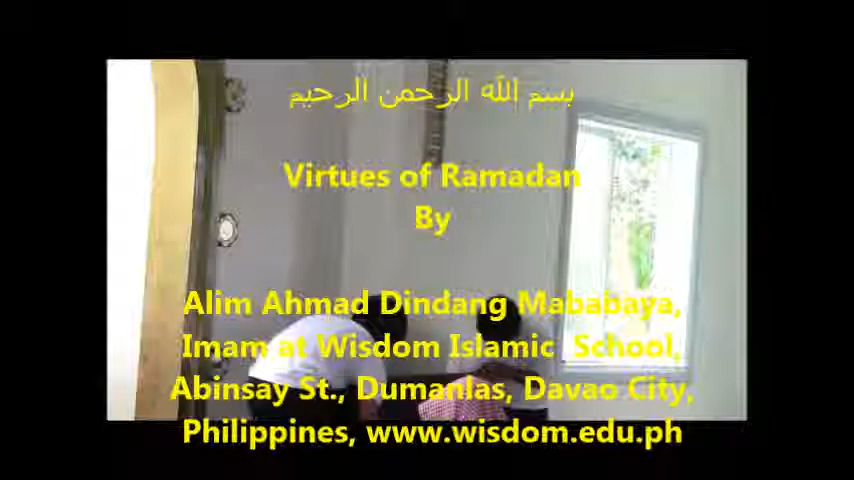 بسم الله الرحمن الرحيم
Virtues of Ramadan
By
Alim Ahmad Dindang Mababaya,
Imam at Wisdom Islamic School,
Abinsay St., Dumanlas, Davao City,
Philippines, www.wisdom.edu.ph